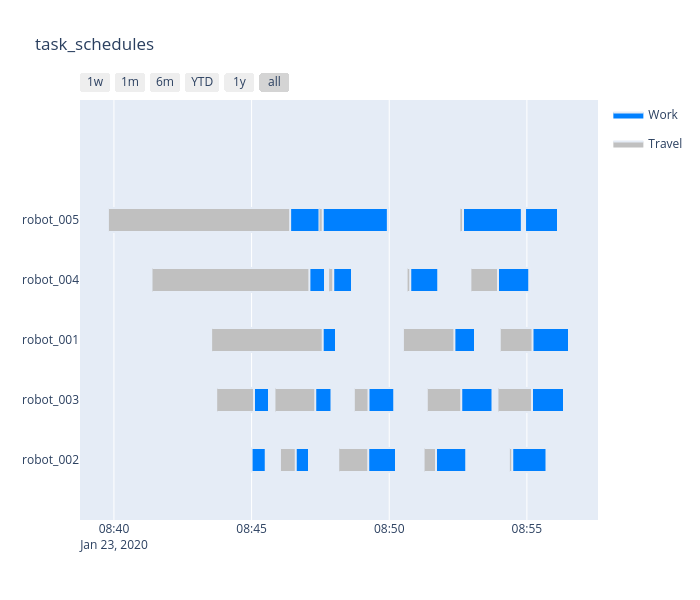 task_schedules
1w 1m 6m YTD 1y all
Work
Travel
robot_005
robot_004
robot_001
robot_003
robot_002
08:40 08:45 08:50 08:55
Jan 23, 2020